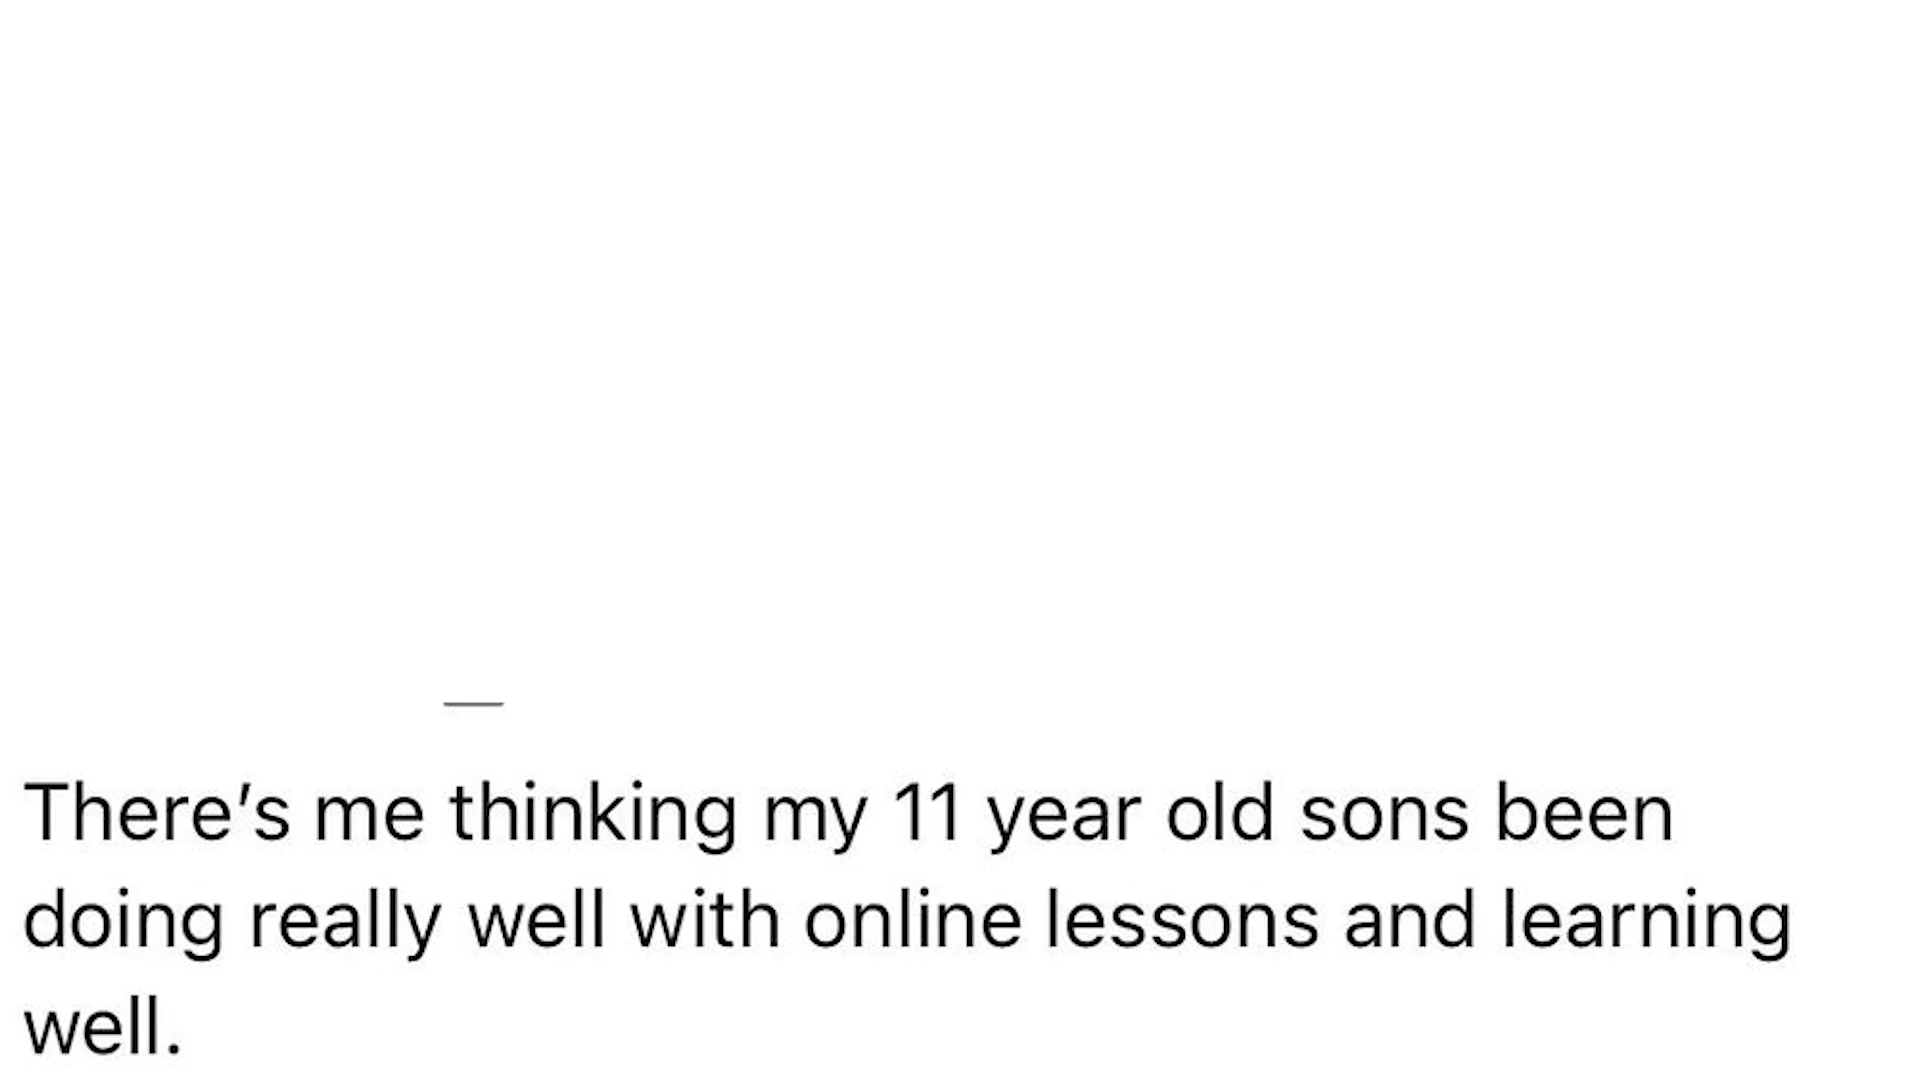 There’s me thinking my 11 year old sons been
doing really well with online lessons and learning
well.